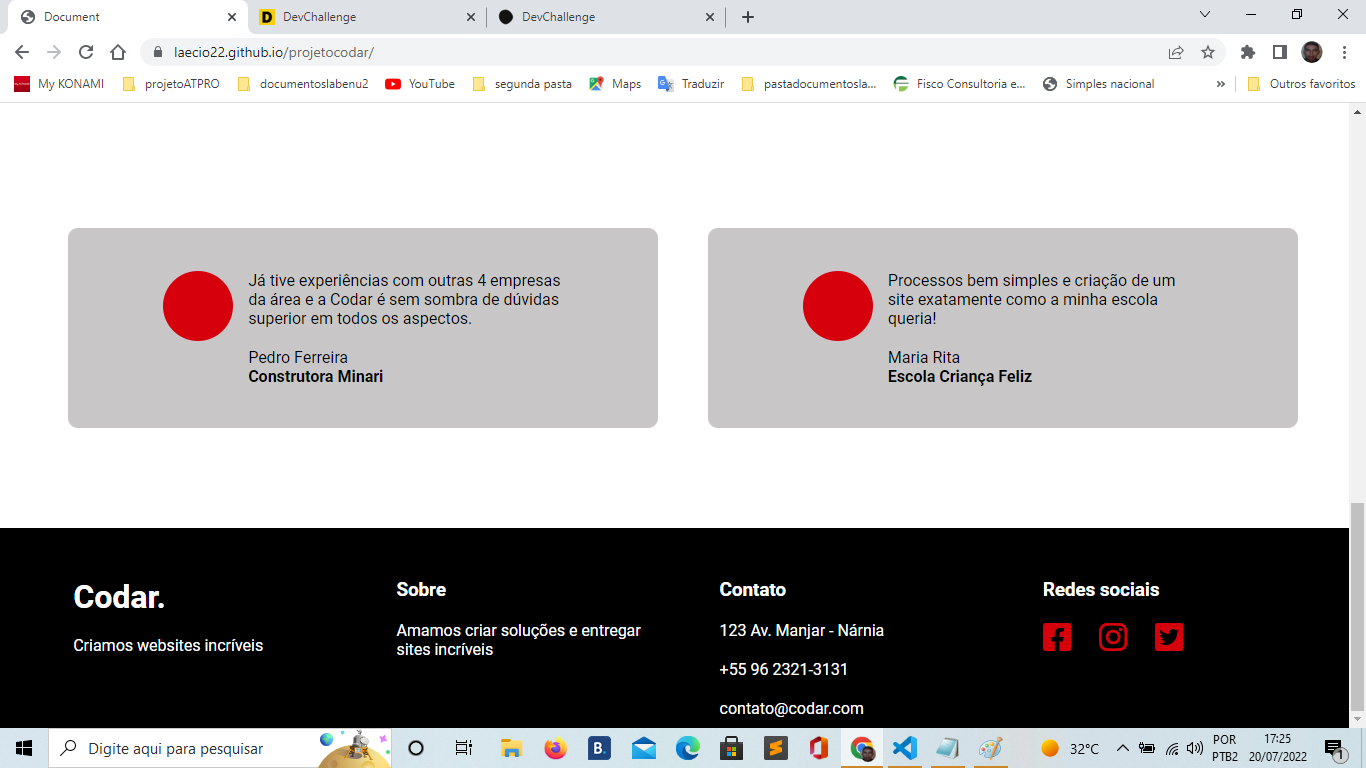 Document
DevChallenge
DevChallenge
laecio22.github.io/projetocodar/
My KONAMI
projetoATPRO
documentoslabenu2
YouTube
segunda pasta
Maps
Traduzir
pastadocumentosla...
Fisco Consultoria e...
Simples nacional
»
Outros favoritos
Já tive experiências com outras 4 empresas
da área e a Codar é sem sombra de dúvidas
superior em todos os aspectos.
Pedro Ferreira
Construtora Minari
Processos bem simples e criação de um
site exatamente como a minha escola
queria!
Maria Rita
Escola Criança Feliz
Codar.
Criamos websites incríveis
Sobre
Amamos criar soluções e entregar
sites incríveis
Contato
123 Av. Manjar - Nárnia
+55 96 2321-3131
contato@codar.com
Redes sociais
Digite aqui para pesquisar
B.
32°C
POR
PTB2
17:25
20/07/2022
1